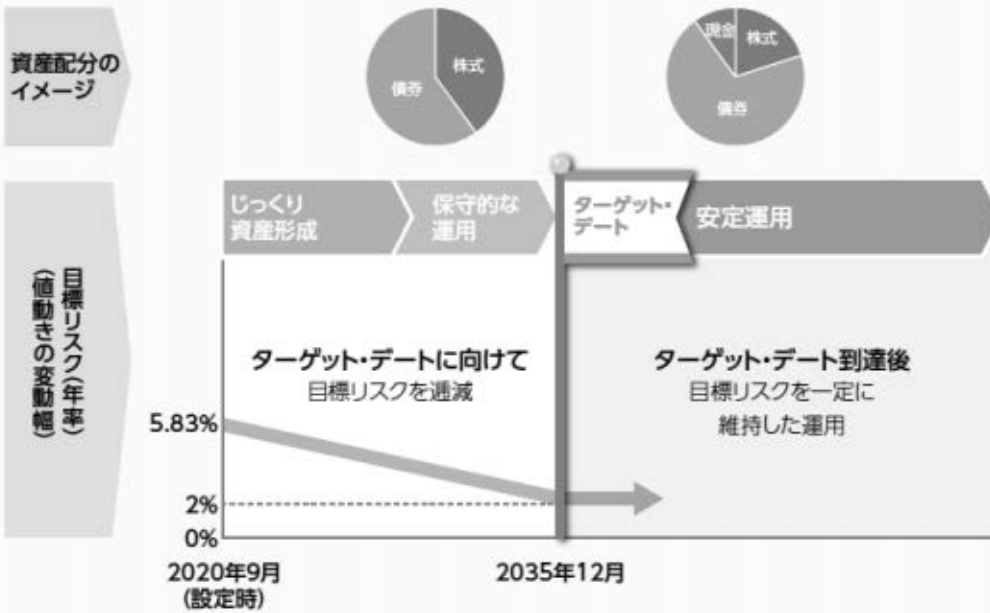 資産配分の
イメージ
株式
債券
現金
株式
債券
じっくり
資産形成
保守的な
運用
ターゲット・
デート
安定運用
目標リスク(年率)
(値動きの変動幅)
ターゲット・デートに向けて
目標リスクを逓減
ターゲット・デート到達後
目標リスクを一定に
維持した運用
5.83%
2%
0%
2020年9月
(設定時)
2035年12月